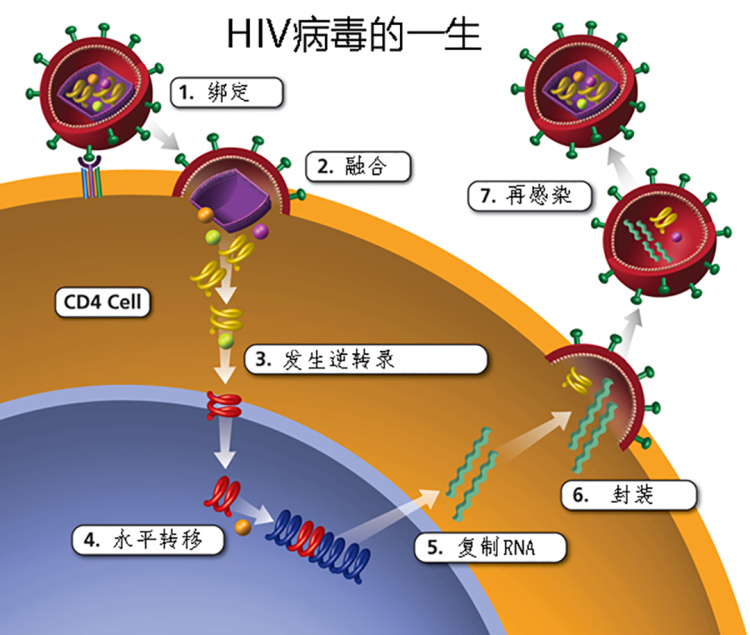 HIV病毒的一生
1. 绑定
2. 融合
7. 再感染
CD4 Cell
3. 发生逆转录
6. 封装
4. 水平转移
5. 复制RNA